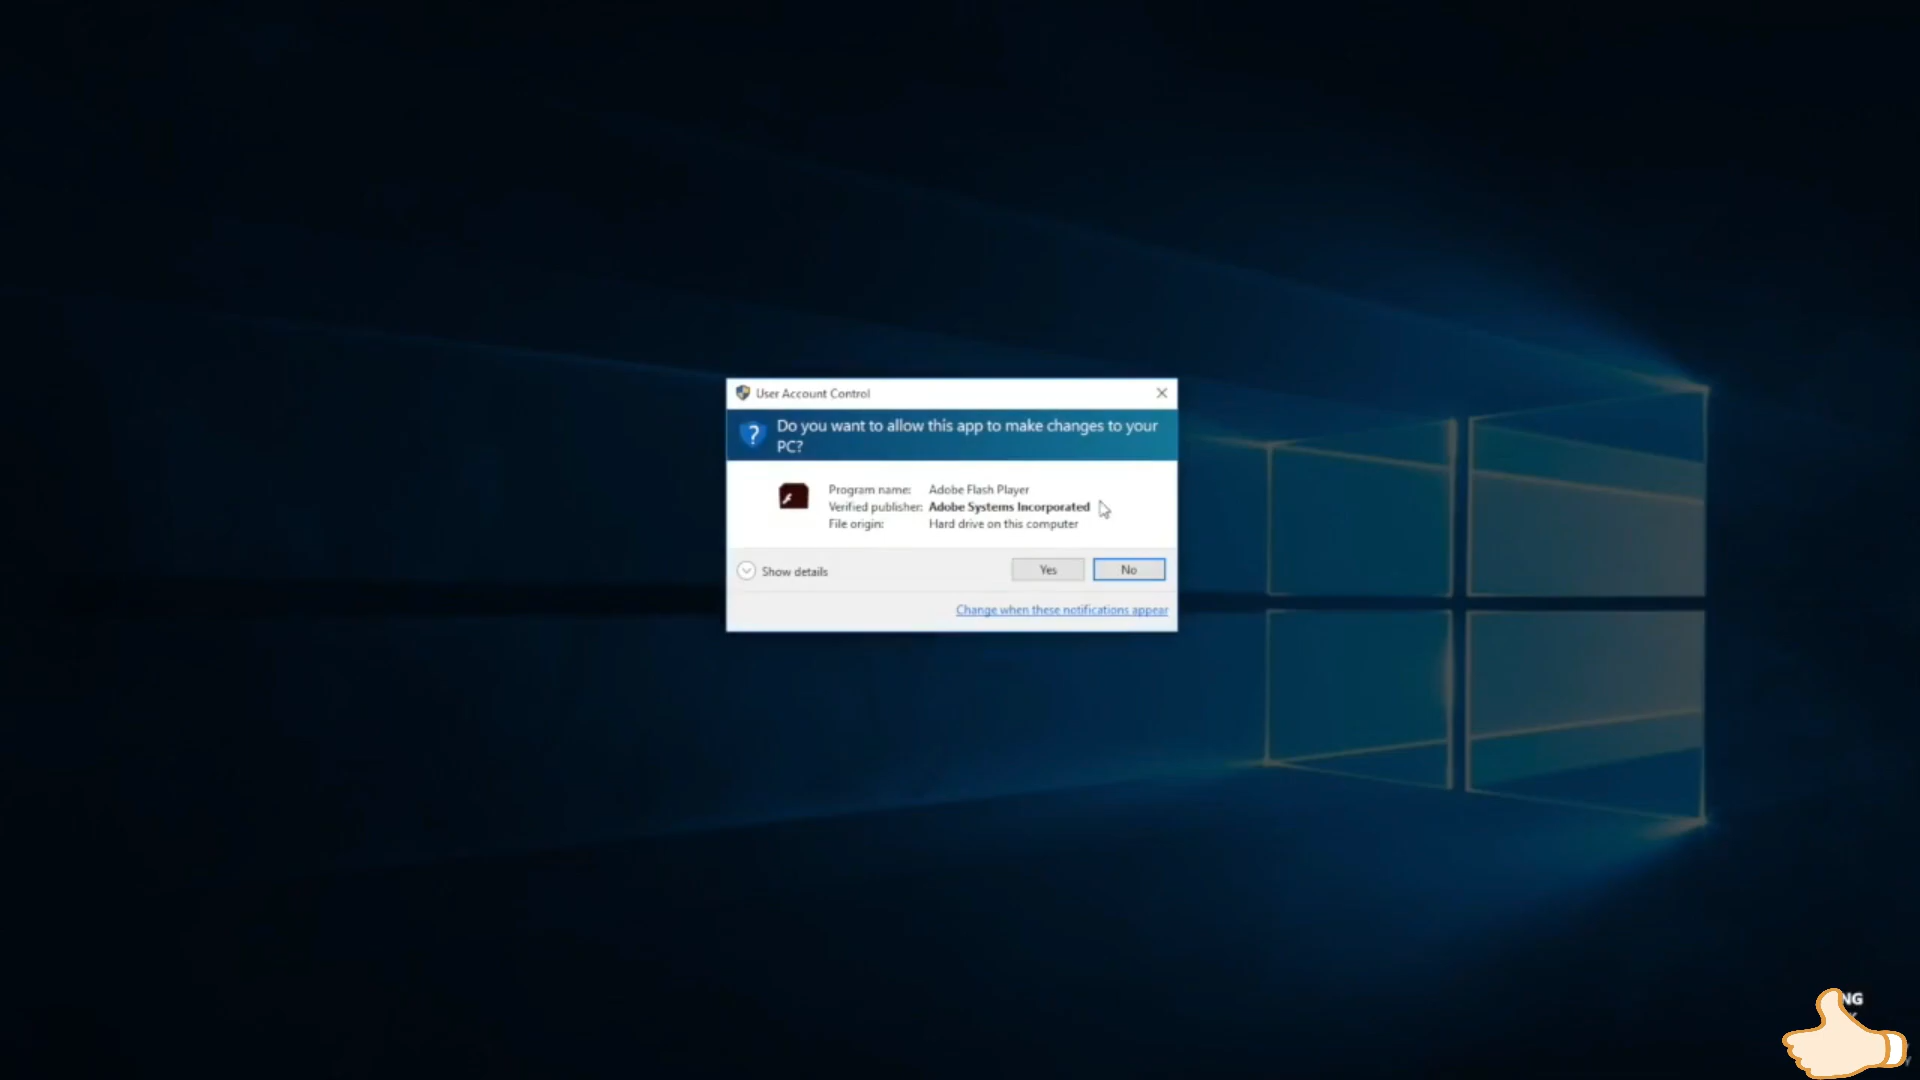 User Account Control
Do you want to allow this app to make changes to your
PC?
Program name: Adobe Flash Player
Verified publisher: Adobe Systems Incorporated
File origin: Hard drive on this computer
Show details
Yes
No
Change when these notifications appear